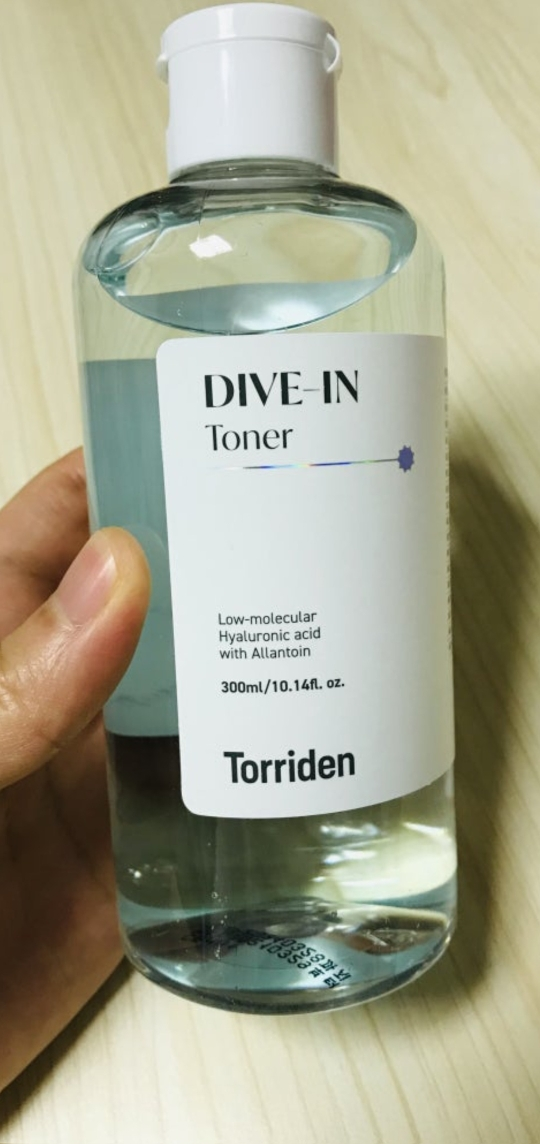 DIVE-IN
Toner
Low-molecular
Hyaluronic acid
with Allantoin
300ml/10.14fl. oz.
Torriden